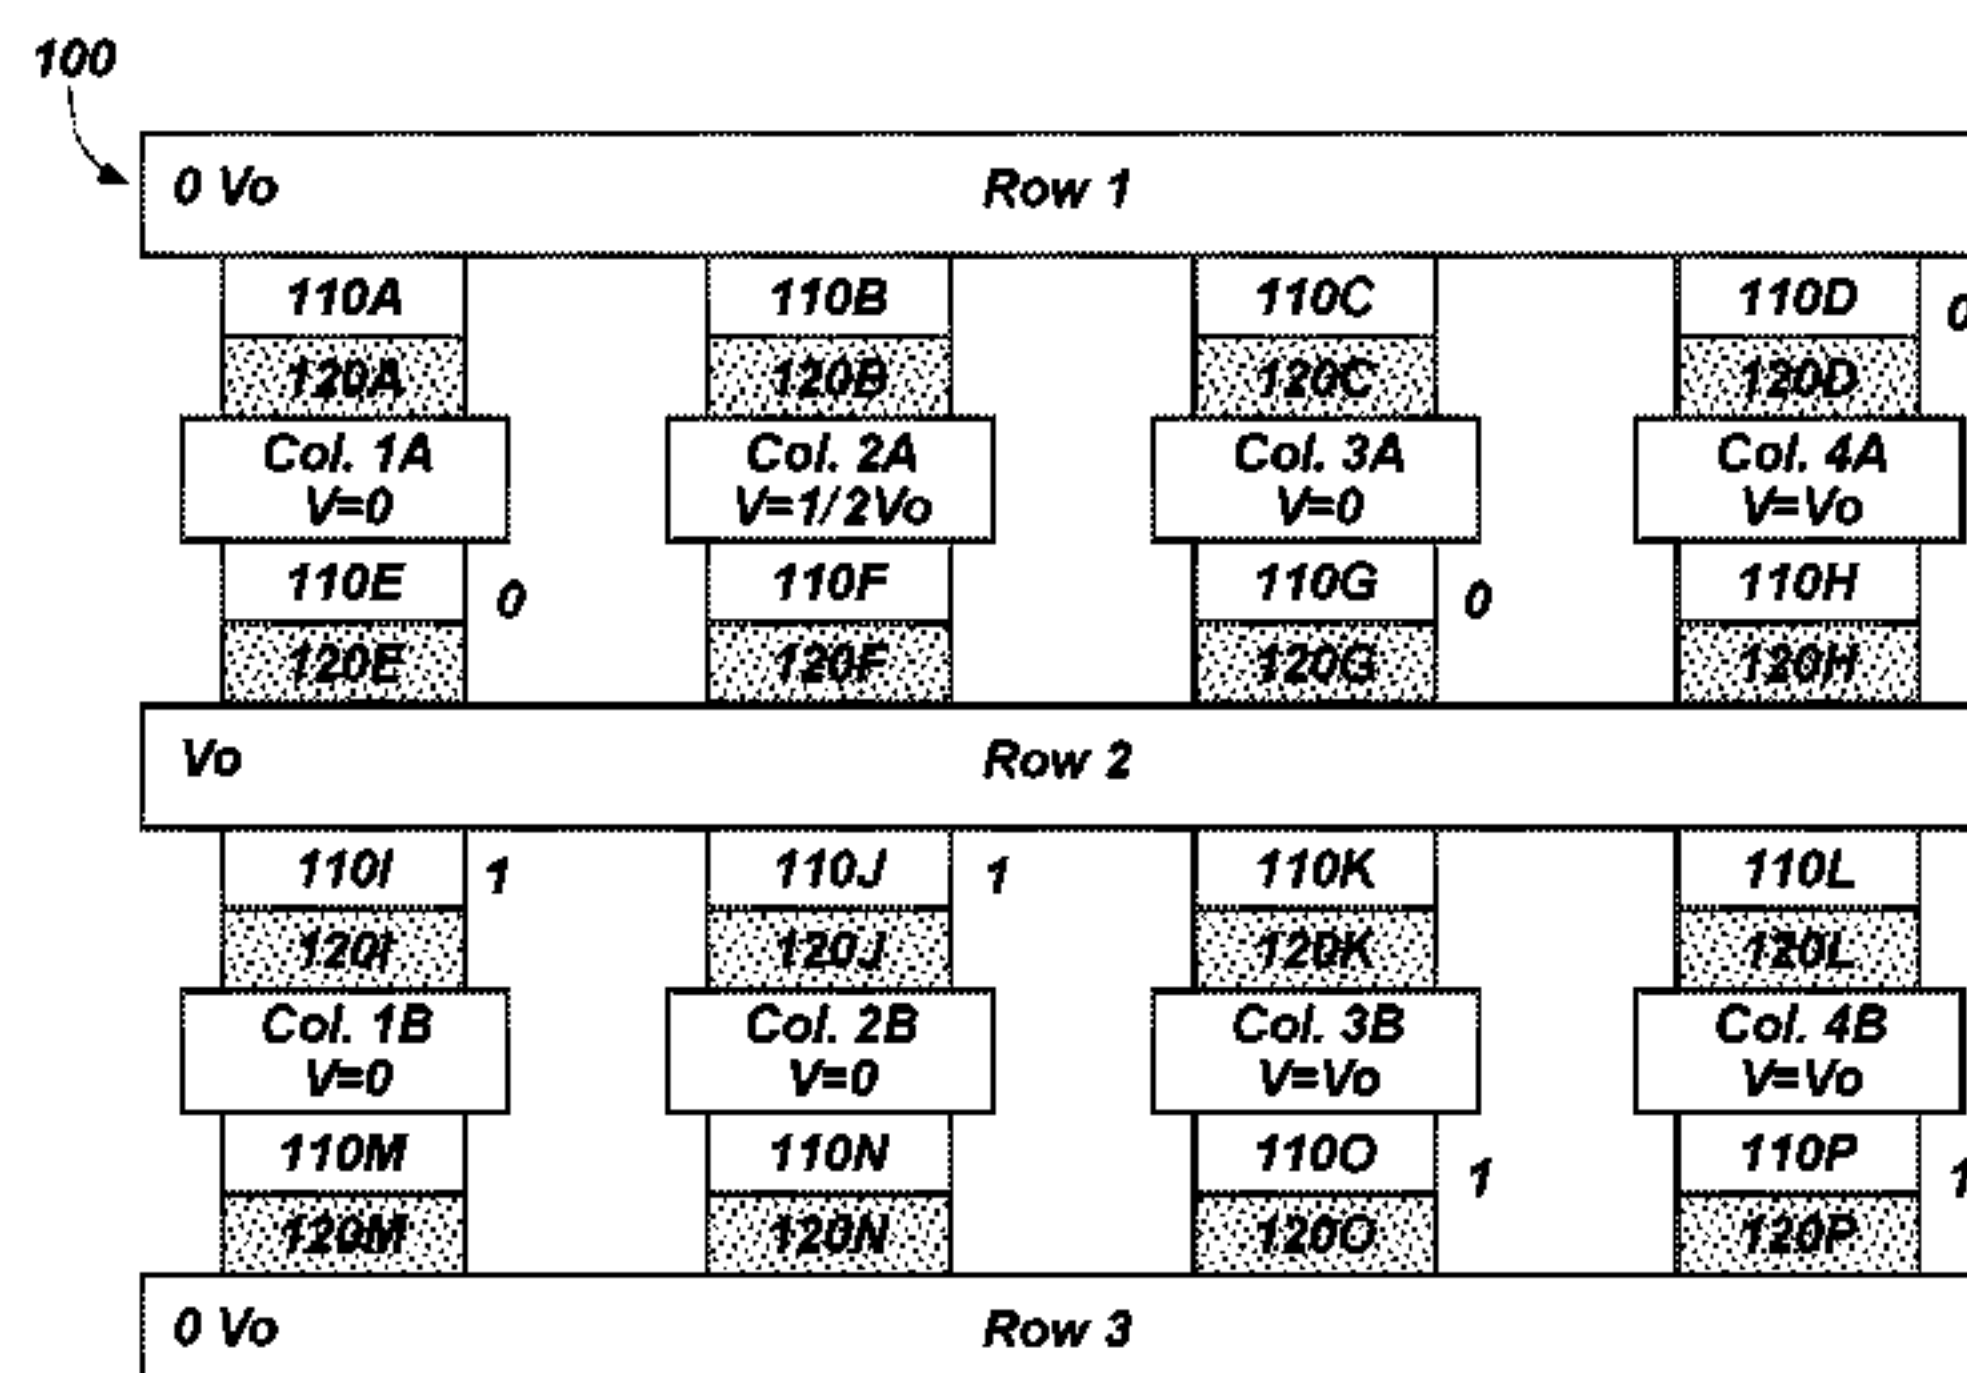 100
0 Vo Row 1
110A 110B 110C 110D 0
120A 120B 120C 120D
Col. 1A Col. 2A Col. 3A Col. 4A
V=0 V=1/2Vo V=0 V=Vo
110E 0 110F 110G 0 110H
120E 120F 120G 120H
Vo Row 2
110I 1 110J 1 110K 110L
120I 120J 120K 120L
Col. 1B Col. 2B Col. 3B Col. 4B
V=0 V=0 V=Vo V=Vo
110M 110N 110O 1 110P 1
120M 120N 120O 120P
0 Vo Row 3